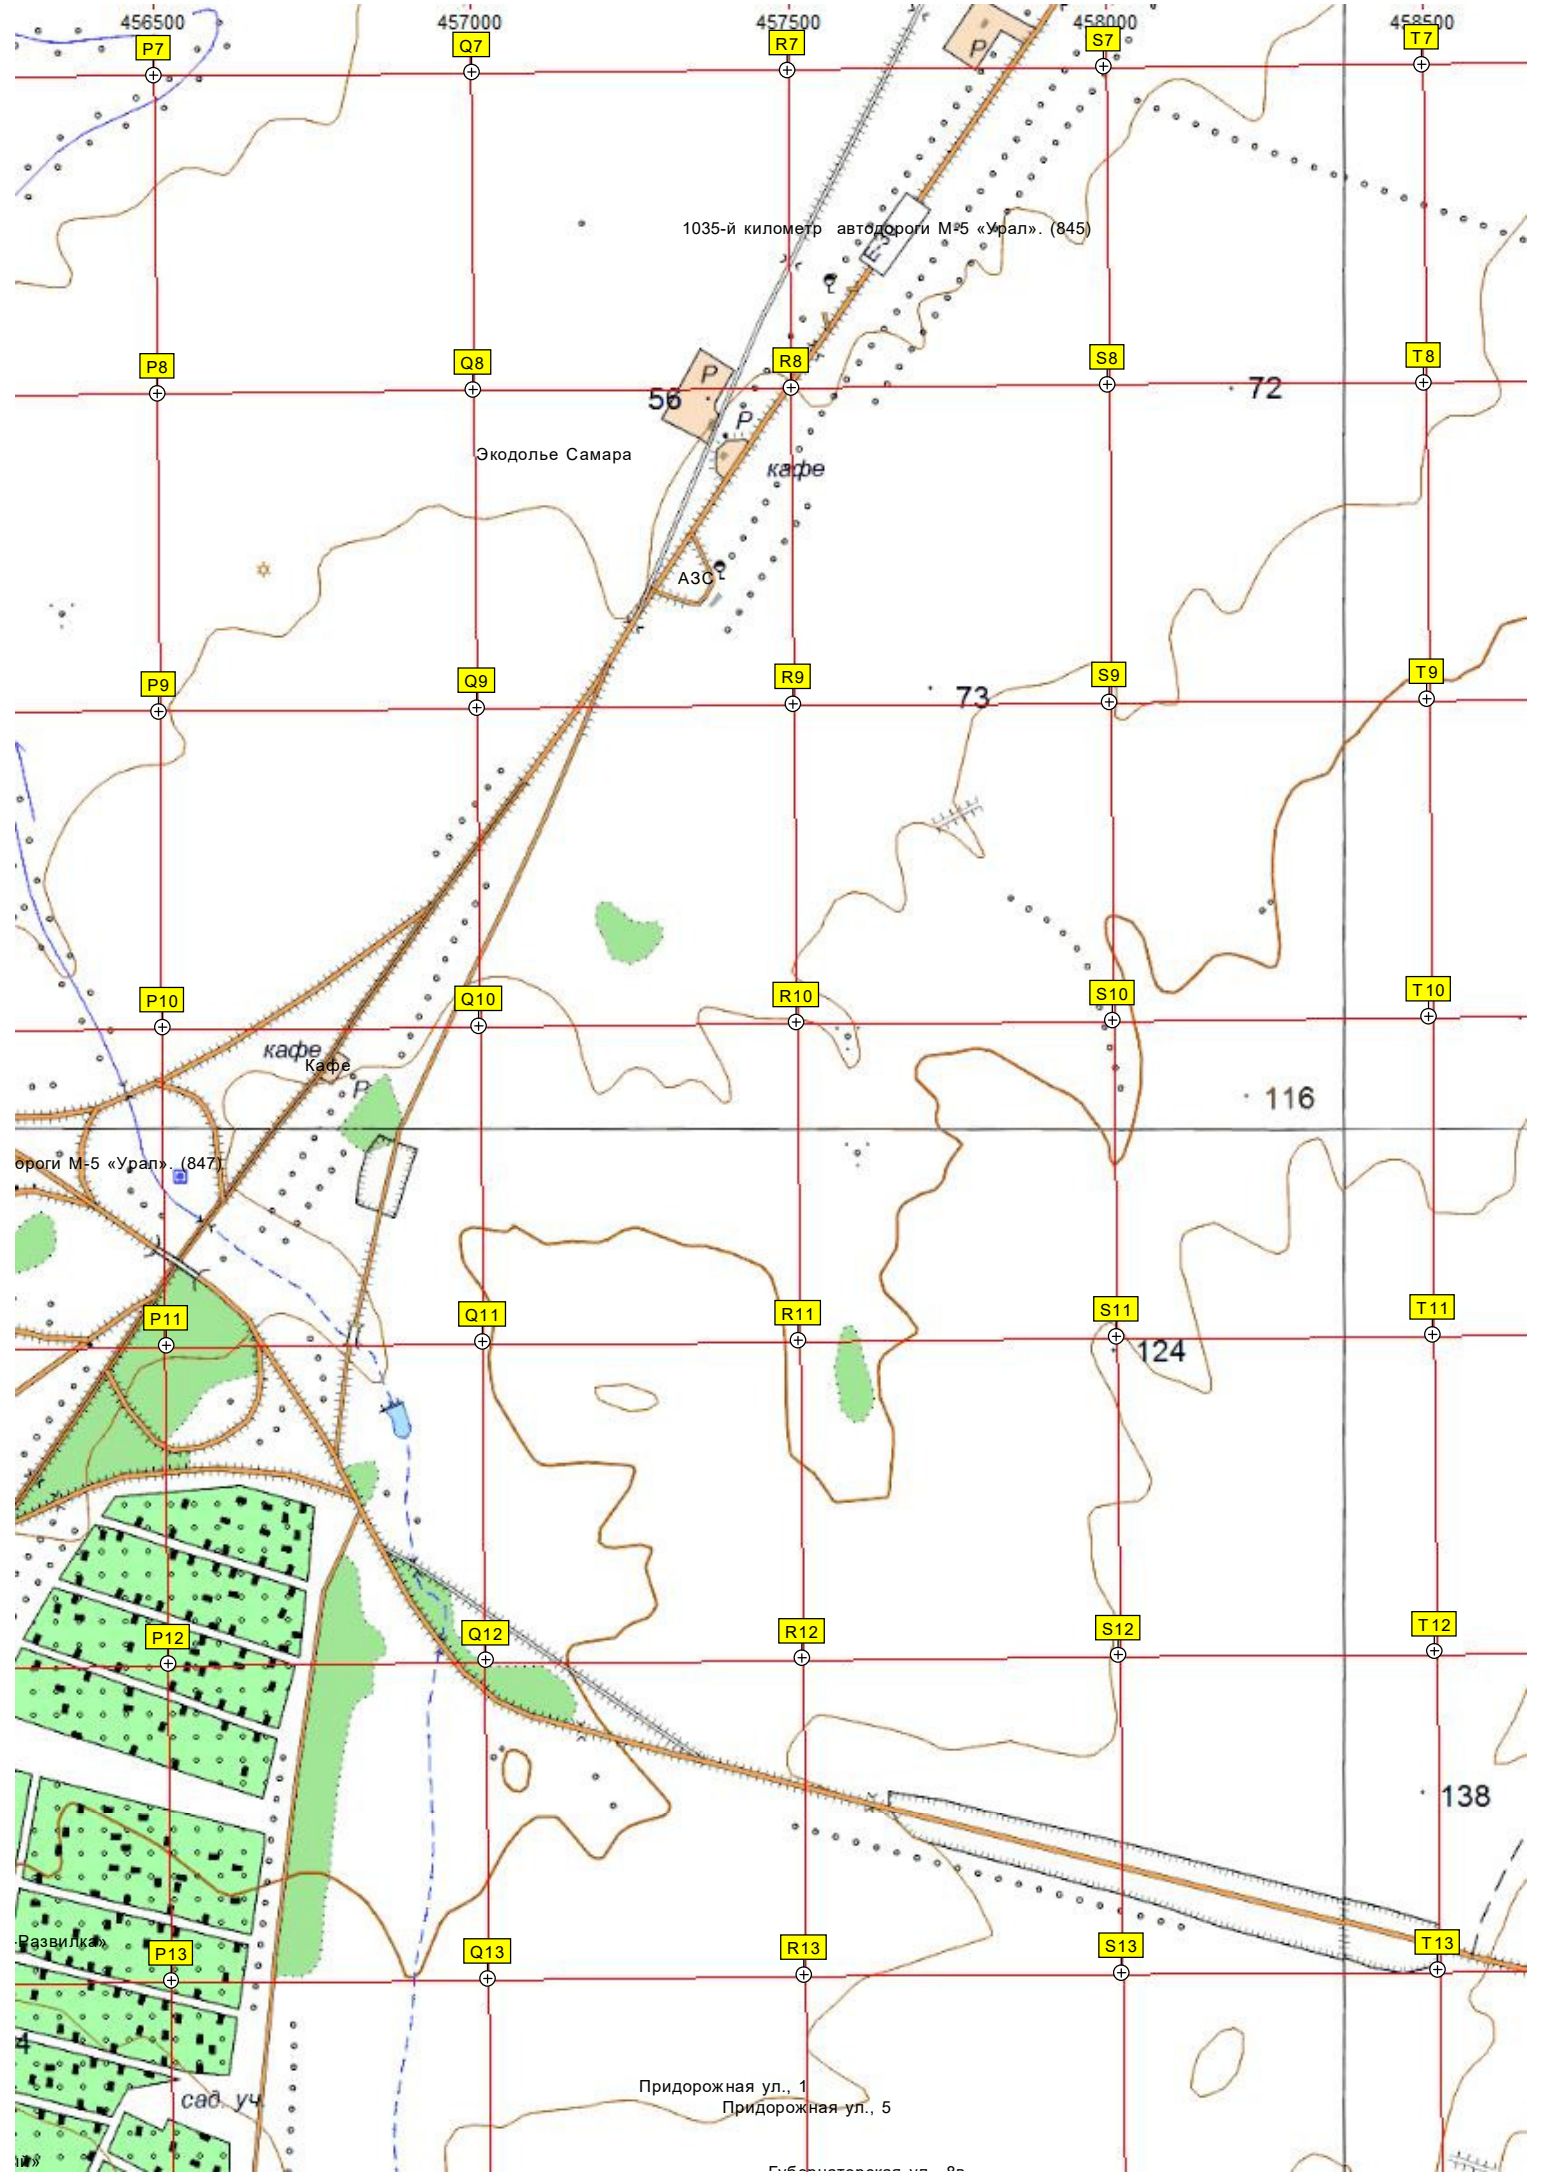 456500 457000 457500 458000 458500
P7 Q7 R7 S7 T7
P
1035-й километр автодороги М-5 «Урал». (845)
E-30
P8 Q8 R8 S8 T8
P
56
72
P
Экодолье Самара
кафе
АЗС
P9 Q9 R9 S9 T9
73
P10 Q10 R10 S10 T10
кафе
Кафе
P
116
ороги М-5 «Урал». (847)
P11 Q11 R11 S11 T11
124
P12 Q12 R12 S12 T12
138
Развилка»
P13 Q13 R13 S13 T13
4
сад. уч.
Придорожная ул., 1
Придорожная ул., 5